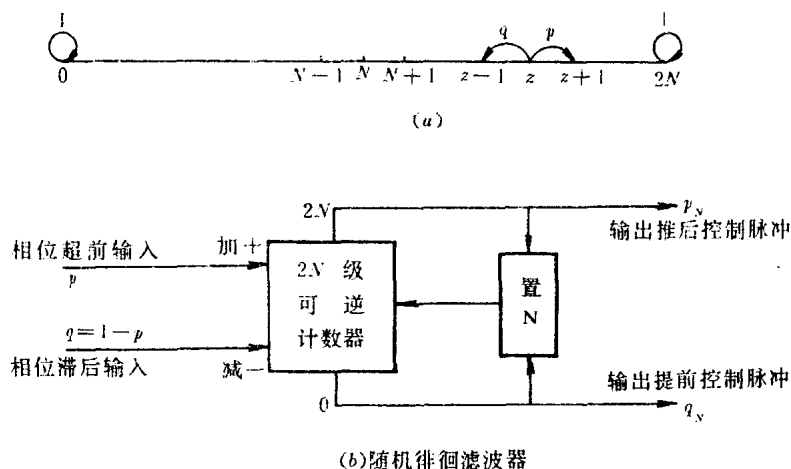 1 1
q p
0 N-1 N N+1 z-1 z z+1 2N
(a)
2N p_N
输出推后控制脉冲
相位超前输入 加+
p
2N 级
可逆
计数器
置
N
q=1-p
相位滞后输入 减-
输出提前控制脉冲
0 q_N
(b)随机徘徊滤波器